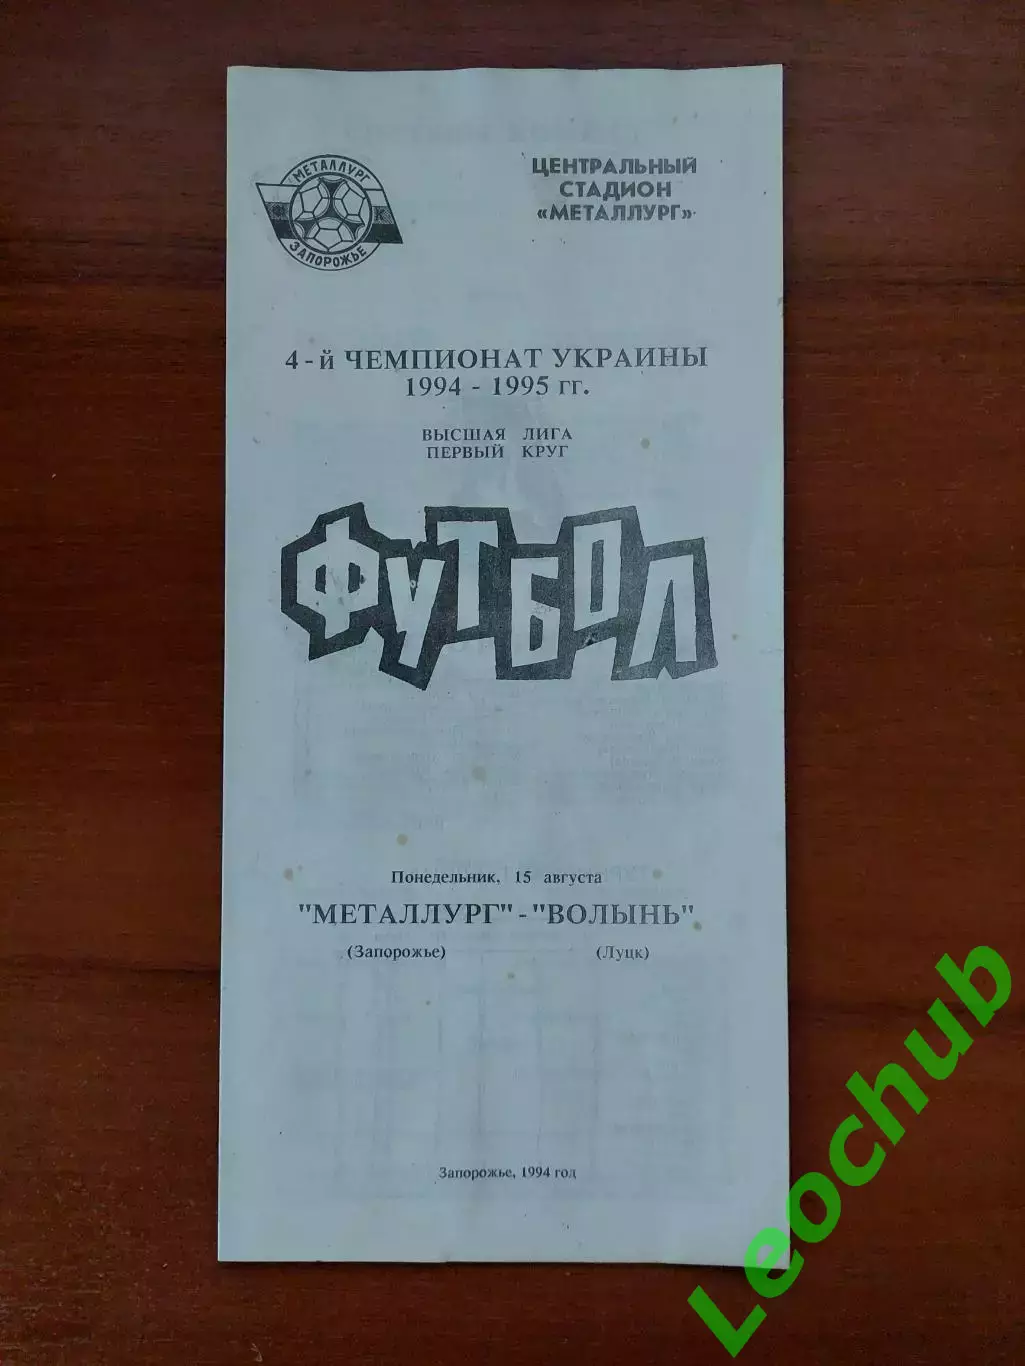 МЕТАЛЛУРГ
Ф К
ЗАПОРОЖЬЕ
ЦЕНТРАЛЬНЫЙ
СТАДИОН
«МЕТАЛЛУРГ»
4-й ЧЕМПИОНАТ УКРАИНЫ
1994 - 1995 гг.
ВЫСШАЯ ЛИГА
ПЕРВЫЙ КРУГ
ФУТБОЛ
Понедельник, 15 августа
"МЕТАЛЛУРГ" - "ВОЛЫНЬ"
(Запорожье) (Луцк)
Запорожье, 1994 год
Leochub